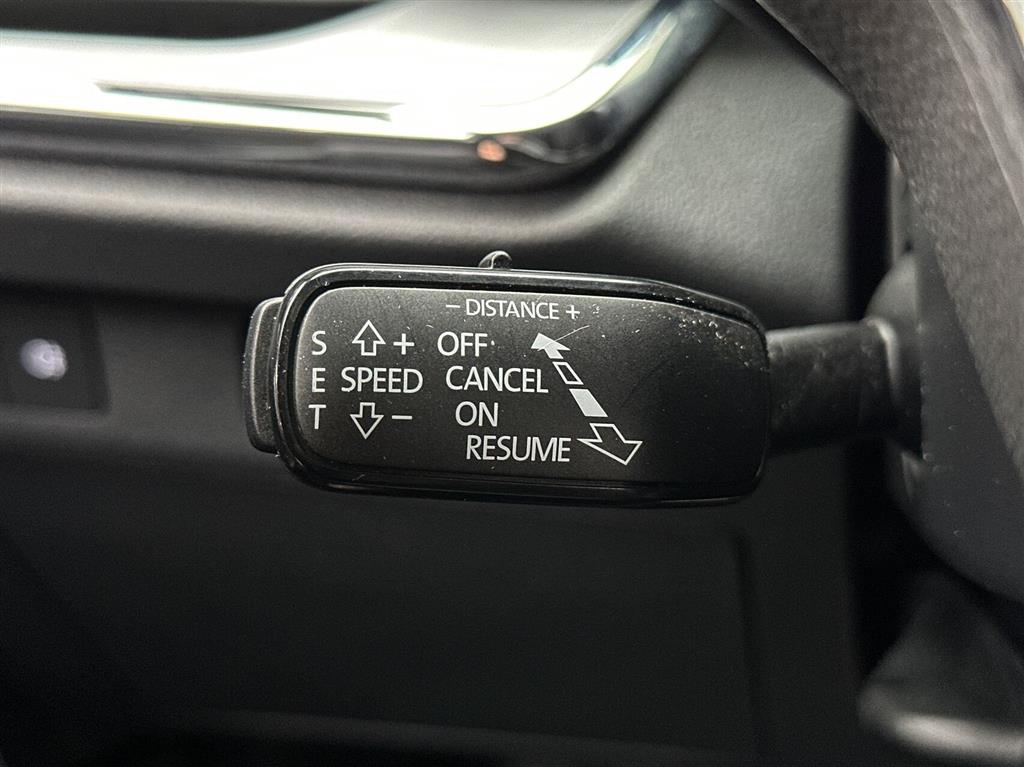 - DISTANCE +
S + OFF
E SPEED CANCEL
T - ON
RESUME